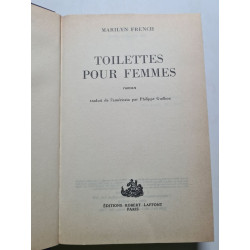 MARILYN FRENCH
TOILETTES
POUR FEMMES
roman
traduit de l'américain par Philippe Guilhon
ÉDITIONS ROBERT LAFFONT
PARIS